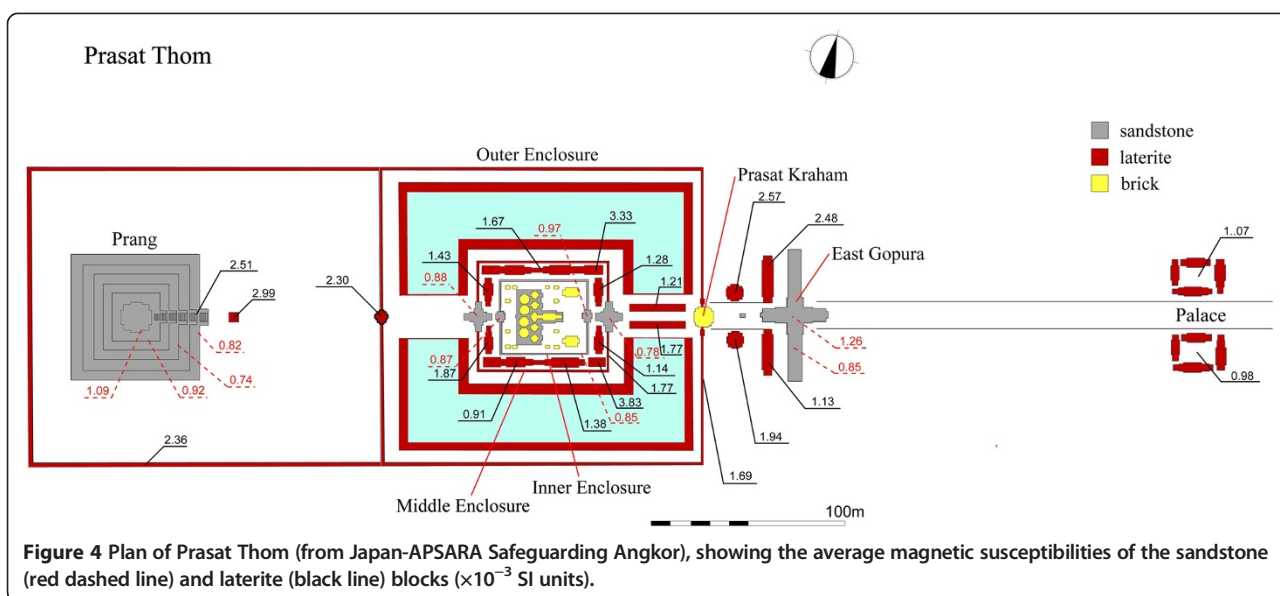 Prasat Thom
sandstone
laterite
brick
Outer Enclosure
Prasat Kraham
2.57
2.48
0.97
3.33
1.67
1..07
Prang
East Gopura
1.43
1.28
2.51
0.88
1.21
2.30
2.99
Palace
0.82
0.78
1.26
0.87
1.77
0.74
1.87
1.14
0.85
1.09
0.92
1.77
0.98
0.91
3.83
1.13
1.38
0.85
1.94
2.36
Inner Enclosure
1.69
Middle Enclosure
100m
Figure 4 Plan of Prasat Thom (from Japan-APSARA Safeguarding Angkor), showing the average magnetic susceptibilities of the sandstone
(red dashed line) and laterite (black line) blocks (×10−3 SI units).